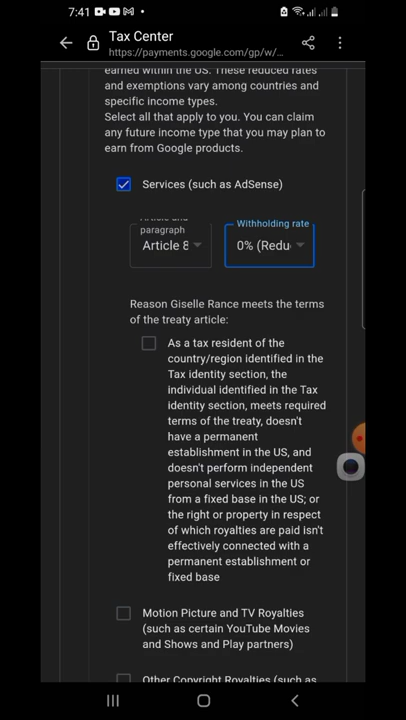 7:41
Tax Center
https://payments.google.com/gp/w/...
earned within the US. These reduced rates
and exemptions vary among countries and
specific income types.
Select all that apply to you. You can claim
any future income type that you may plan to
earn from Google products.
Services (such as AdSense)
Article and
paragraph
Article 8
Withholding rate
0% (Redu
Reason Giselle Rance meets the terms
of the treaty article:
As a tax resident of the
country/region identified in the
Tax identity section, the
individual identified in the Tax
identity section, meets required
terms of the treaty, doesn't
have a permanent
establishment in the US, and
doesn't perform independent
personal services in the US
from a fixed base in the US; or
the right or property in respect
of which royalties are paid isn't
effectively connected with a
permanent establishment or
fixed base
Motion Picture and TV Royalties
(such as certain YouTube Movies
and Shows and Play partners)
Other Copyright Royalties (such as